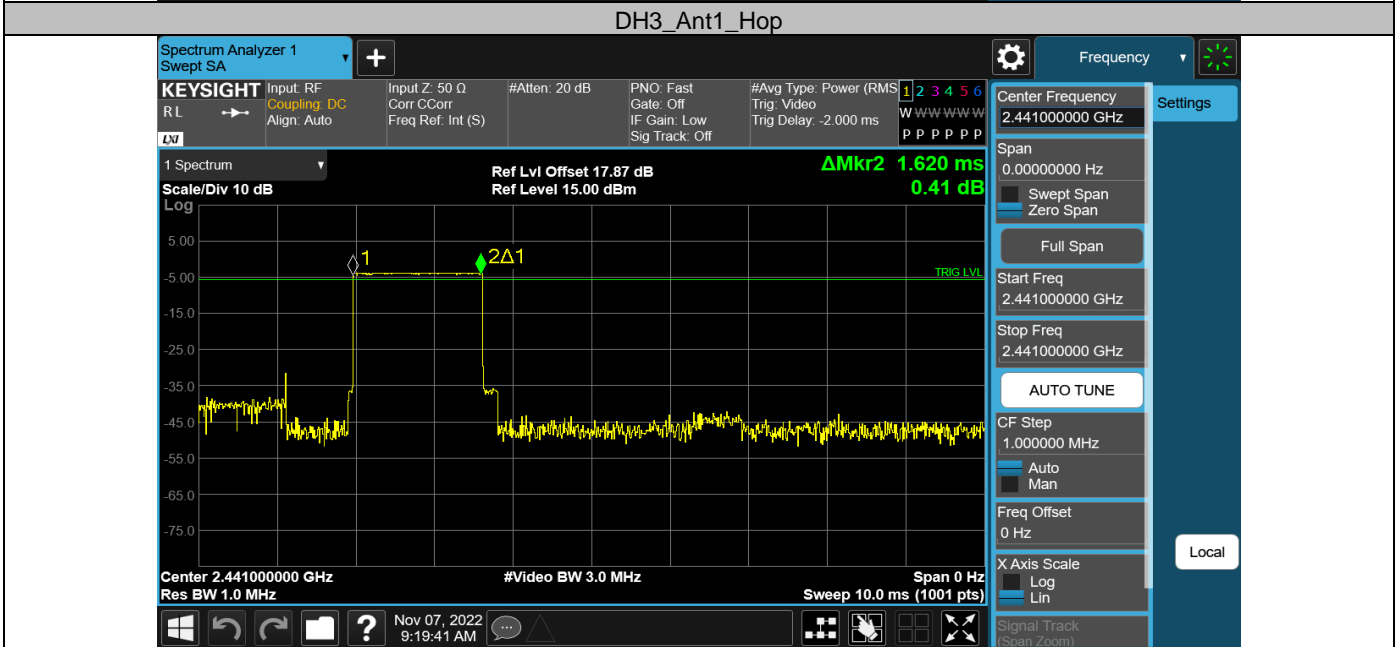 DH3_Ant1_Hop
Spectrum Analyzer 1
Swept SA
+
Frequency
KEYSIGHT
Input: RF
Input Z: 50 Ω
#Atten: 20 dB
PNO: Fast
#Avg Type: Power (RMS
1 2 3 4 5 6
RL
Coupling: DC
Corr CCorr
Gate: Off
Trig: Video
W W W W W W
Align: Auto
Freq Ref: Int (S)
IF Gain: Low
Trig Delay: -2.000 ms
LXI
Sig Track: Off
P P P P P P
Center Frequency
2.441000000 GHz
Settings
1 Spectrum
Ref Lvl Offset 17.87 dB
ΔMkr2 1.620 ms
Scale/Div 10 dB
Ref Level 15.00 dBm
0.41 dB
Log
Span
0.00000000 Hz
Swept Span
Zero Span
Full Span
5.00
1
2Δ1
TRIG LVL
-5.00
-15.0
-25.0
-35.0
-45.0
-55.0
-65.0
-75.0
Start Freq
2.441000000 GHz
Stop Freq
2.441000000 GHz
AUTO TUNE
CF Step
1.000000 MHz
Auto
Man
Freq Offset
0 Hz
Local
X Axis Scale
Log
Lin
Signal Track
(Span Zoom)
Center 2.441000000 GHz
#Video BW 3.0 MHz
Span 0 Hz
Res BW 1.0 MHz
Sweep 10.0 ms (1001 pts)
?
Nov 07, 2022
9:19:41 AM